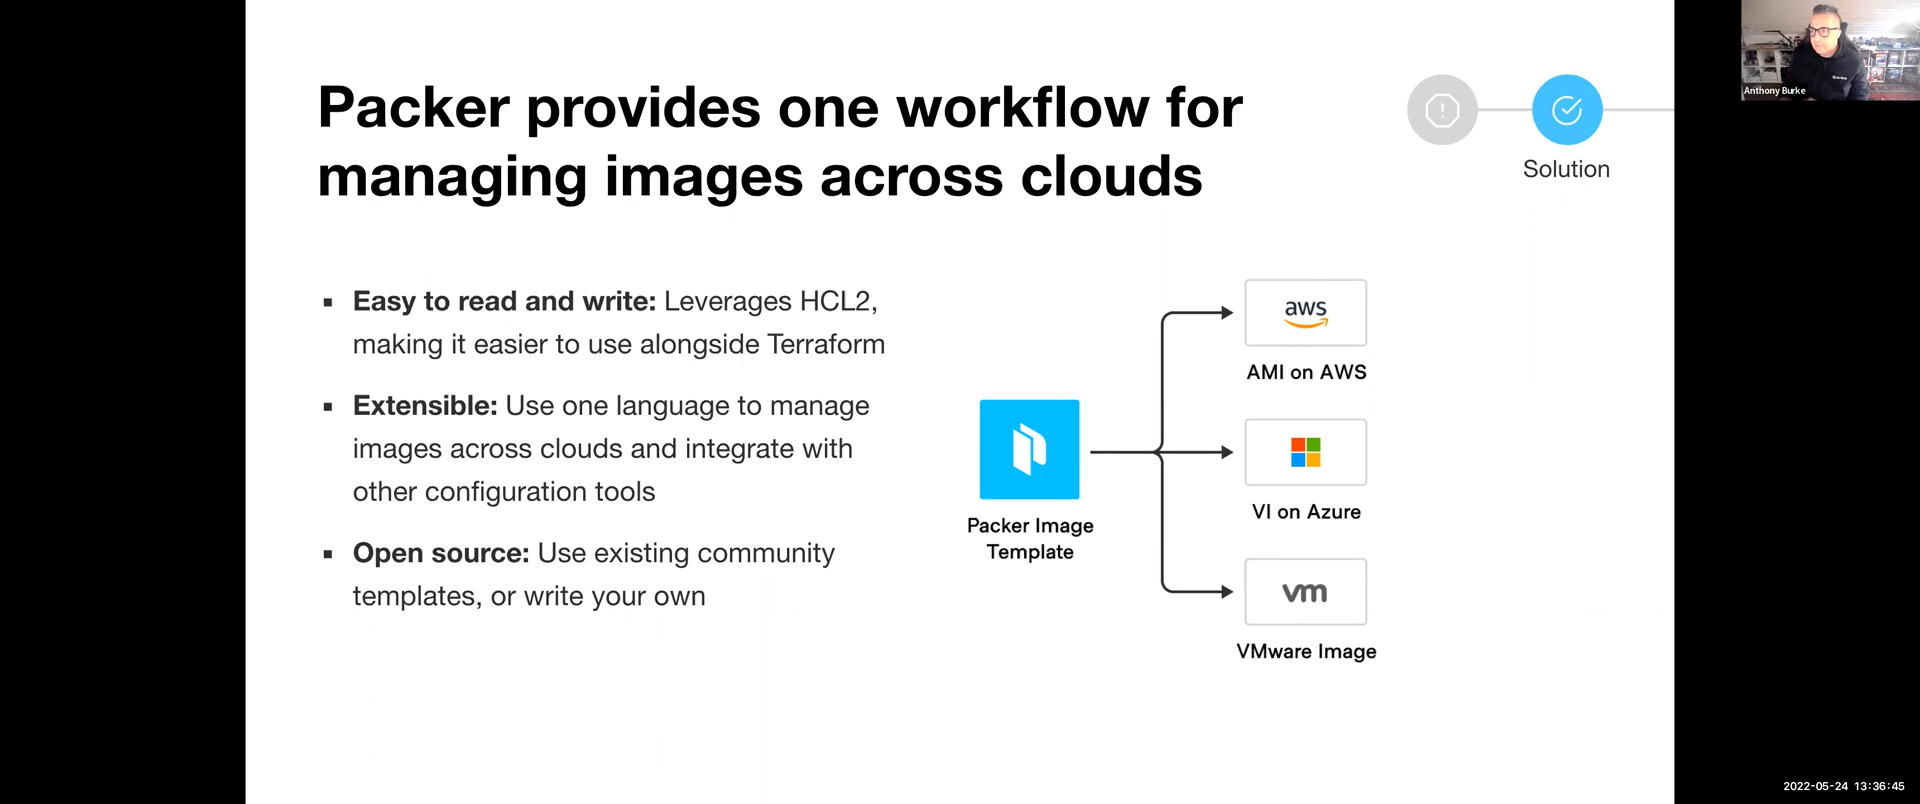 Packer provides one workflow for
managing images across clouds
Solution
Anthony Burke
▪ Easy to read and write: Leverages HCL2,
making it easier to use alongside Terraform
▪ Extensible: Use one language to manage
images across clouds and integrate with
other configuration tools
▪ Open source: Use existing community
templates, or write your own
Packer Image
Template
aws
AMI on AWS
VI on Azure
vm
VMware Image
2022-05-24 13:36:45